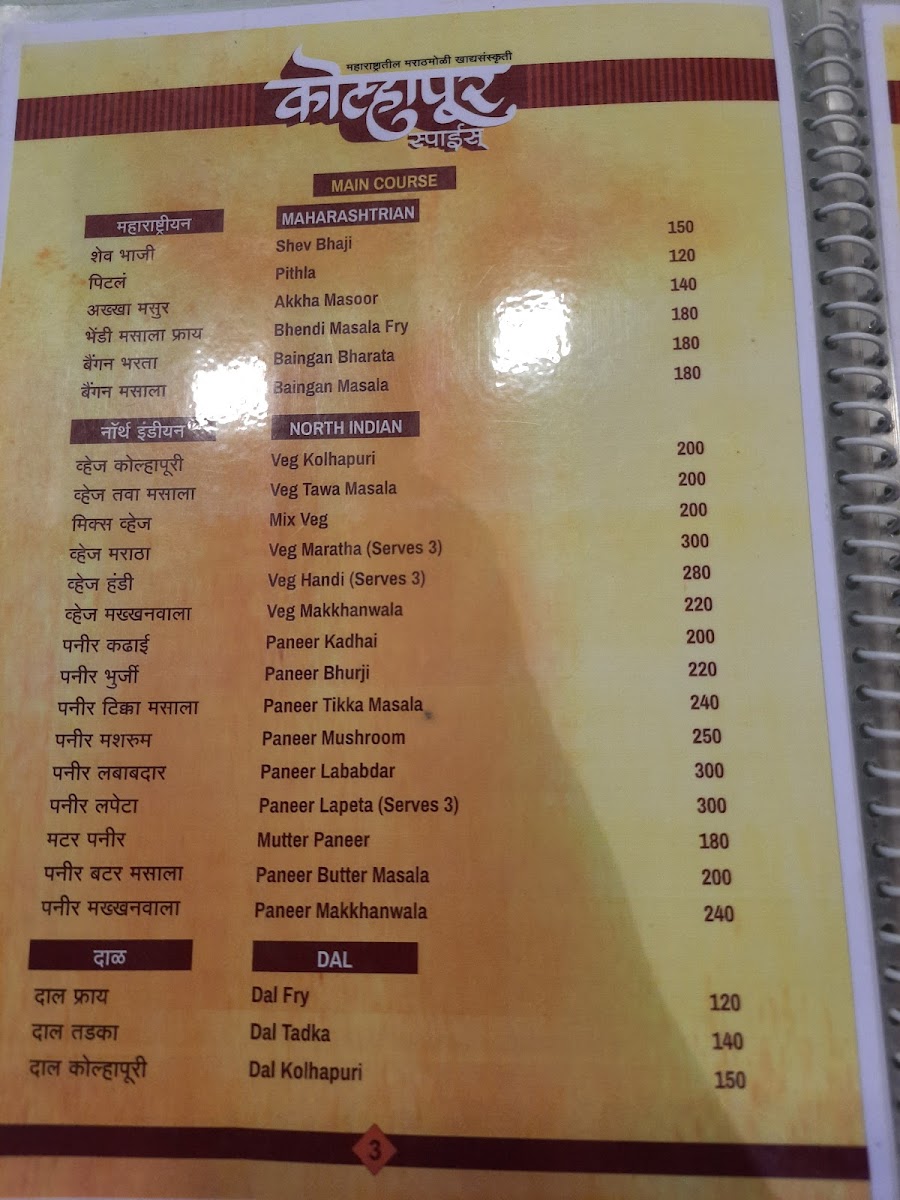 महाराष्ट्रातील मराठमोळी खाद्यसंस्कृती
कोल्हापूर
स्पाईस्
MAIN COURSE
महाराष्ट्रीयन MAHARASHTRIAN
शेव भाजी Shev Bhaji 150
पिटलं Pithla 120
अख्खा मसुर Akkha Masoor 140
भेंडी मसाला फ्राय Bhendi Masala Fry 180
बैंगन भरता Baingan Bharata 180
बैंगन मसाला Baingan Masala 180
नॉर्थ इंडीयन NORTH INDIAN
व्हेज कोल्हापूरी Veg Kolhapuri 200
व्हेज तवा मसाला Veg Tawa Masala 200
मिक्स व्हेज Mix Veg 200
व्हेज मराठा Veg Maratha (Serves 3) 300
व्हेज हंडी Veg Handi (Serves 3) 280
व्हेज मख्खनवाला Veg Makkhanwala 220
पनीर कढाई Paneer Kadhai 200
पनीर भुर्जी Paneer Bhurji 220
पनीर टिक्का मसाला Paneer Tikka Masala 240
पनीर मशरुम Paneer Mushroom 250
पनीर लबाबदार Paneer Lababdar 300
पनीर लपेटा Paneer Lapeta (Serves 3) 300
मटर पनीर Mutter Paneer 180
पनीर बटर मसाला Paneer Butter Masala 200
पनीर मख्खनवाला Paneer Makkhanwala 240
दाळ DAL
दाल फ्राय Dal Fry 120
दाल तडका Dal Tadka 140
दाल कोल्हापूरी Dal Kolhapuri 150
3